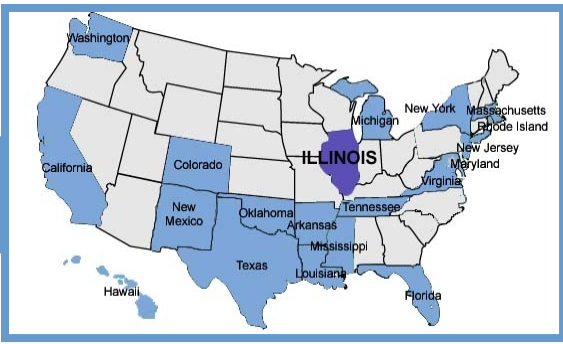 Washington
New York
Massachusetts
Michigan
Rhode Island
New Jersey
ILLINOIS
Maryland
California
Colorado
Virginia
New
Mexico
Tennessee
Oklahoma
Arkansas
Mississippi
Texas
Louisiana
Hawaii
Florida